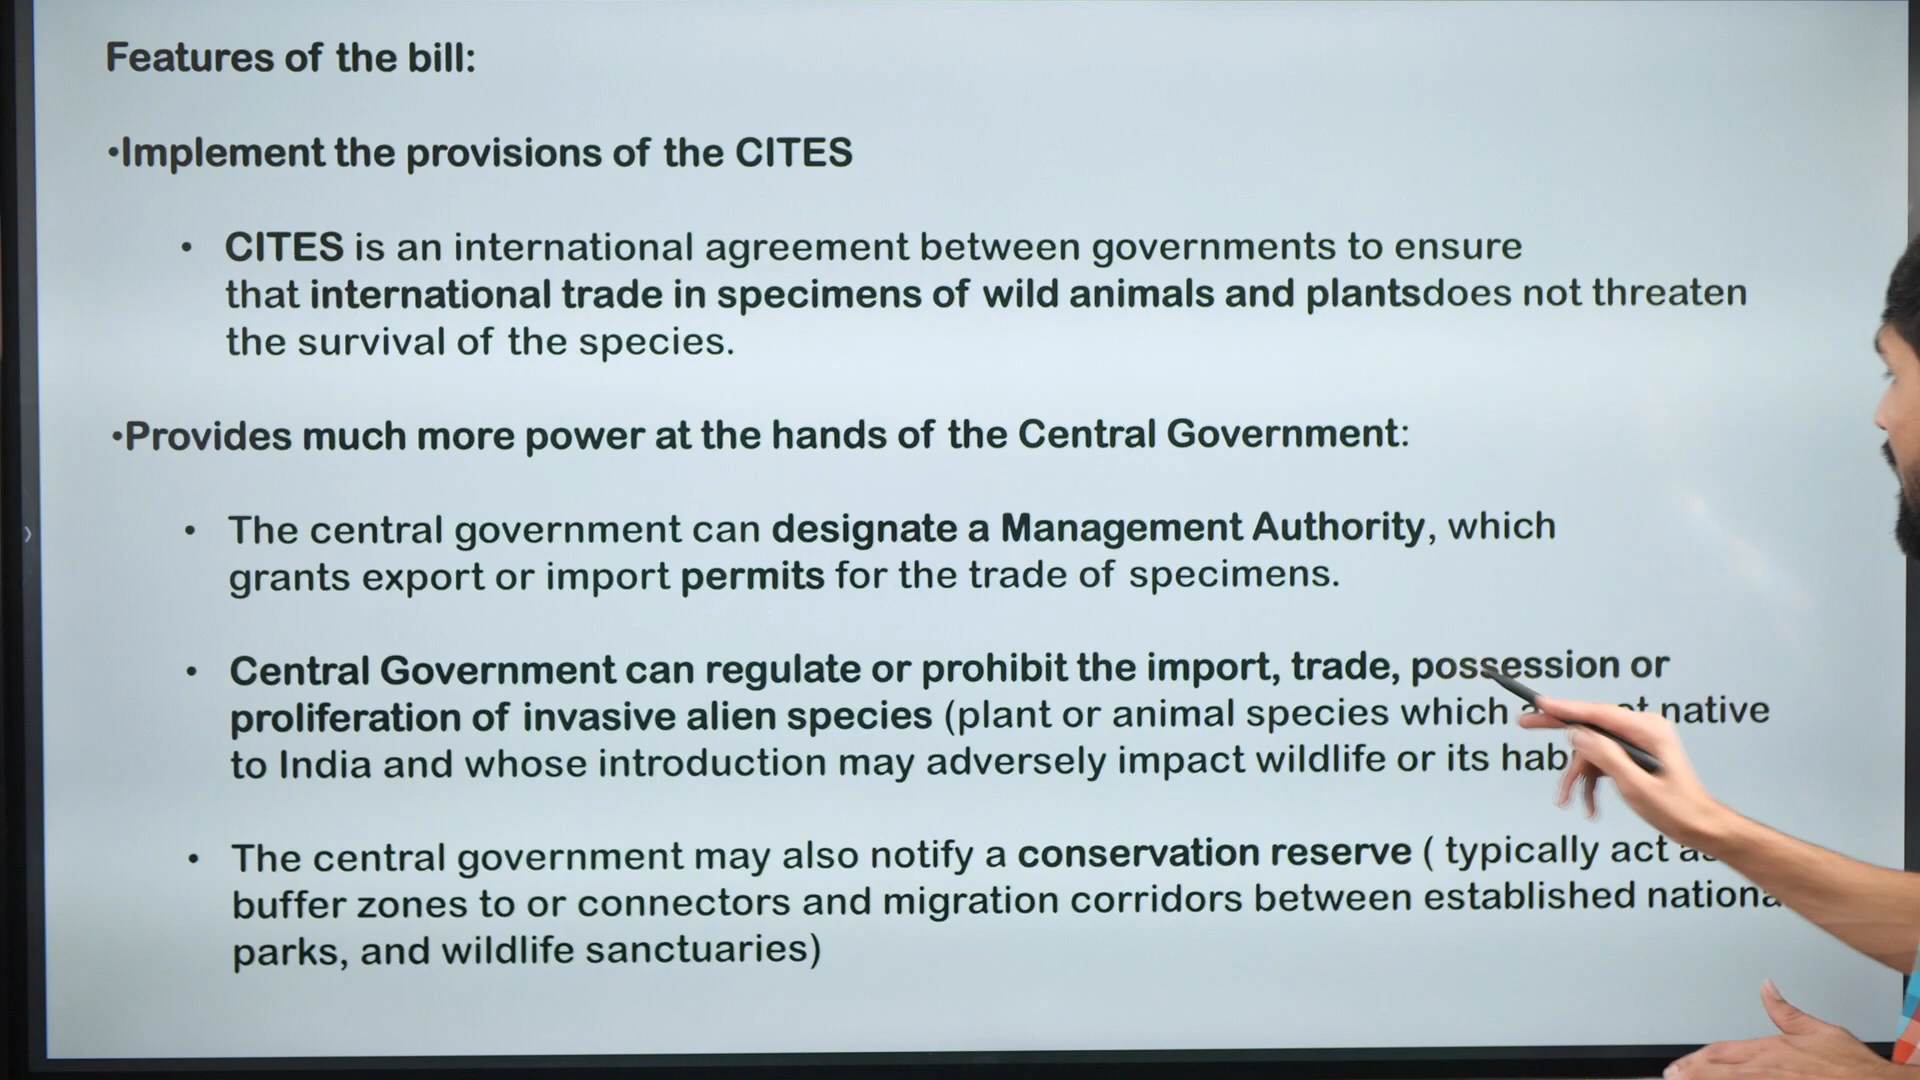 Features of the bill:
•Implement the provisions of the CITES
• CITES is an international agreement between governments to ensure
that international trade in specimens of wild animals and plantsdoes not threaten
the survival of the species.
•Provides much more power at the hands of the Central Government:
• The central government can designate a Management Authority, which
grants export or import permits for the trade of specimens.
• Central Government can regulate or prohibit the import, trade, possession or
proliferation of invasive alien species (plant or animal species which native
to India and whose introduction may adversely impact wildlife or its
• The central government may also notify a conservation reserve ( typically act
buffer zones to or connectors and migration corridors between established
parks, and wildlife sanctuaries)